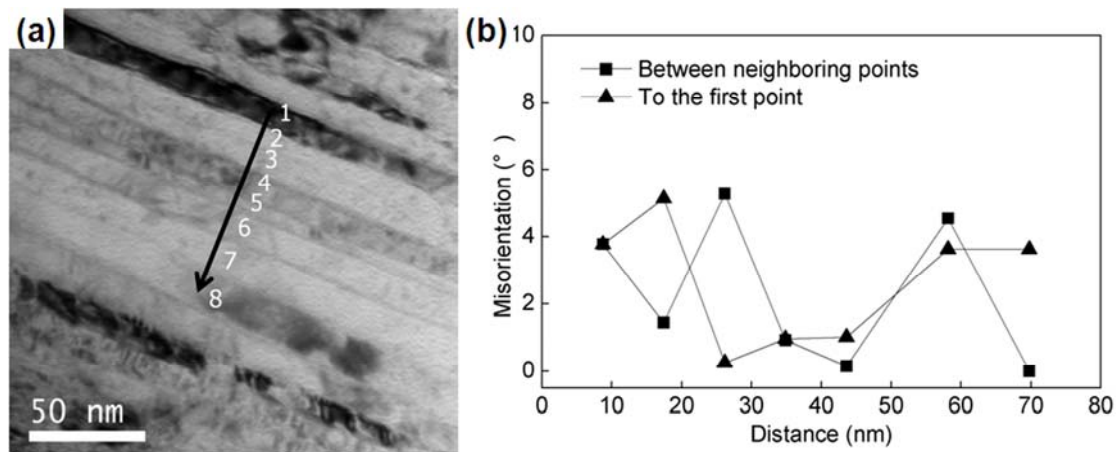 (a)
1
2
3
4
5
6
7
8
50 nm
(b)
Between neighboring points
To the first point
Misorientation (°)
10
8
6
4
2
0
0 10 20 30 40 50 60 70 80
Distance (nm)